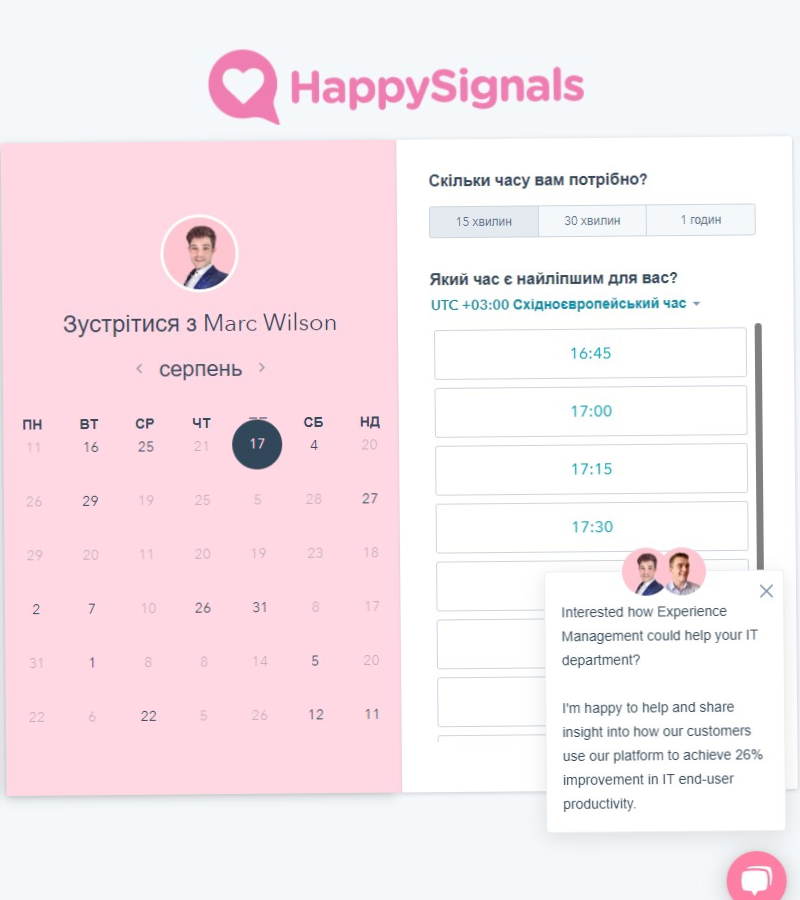 HappySignals
Зустрітися з Marc Wilson
серпень
ПН ВТ СР ЧТ СБ НД
11 16 25 21 17 4 20
26 29 19 25 5 28 27
29 20 11 20 19 23 18
2 7 10 26 31 8 17
31 1 8 8 14 5 20
22 6 22 5 26 12 11
Скільки часу вам потрібно?
15 хвилин 30 хвилин 1 годин
Який час є найліпшим для вас?
UTC +03:00 Східноєвропейський час
16:45
17:00
17:15
17:30
Interested how Experience
Management could help your IT
department?
I'm happy to help and share
insight into how our customers
use our platform to achieve 26%
improvement in IT end-user
productivity.